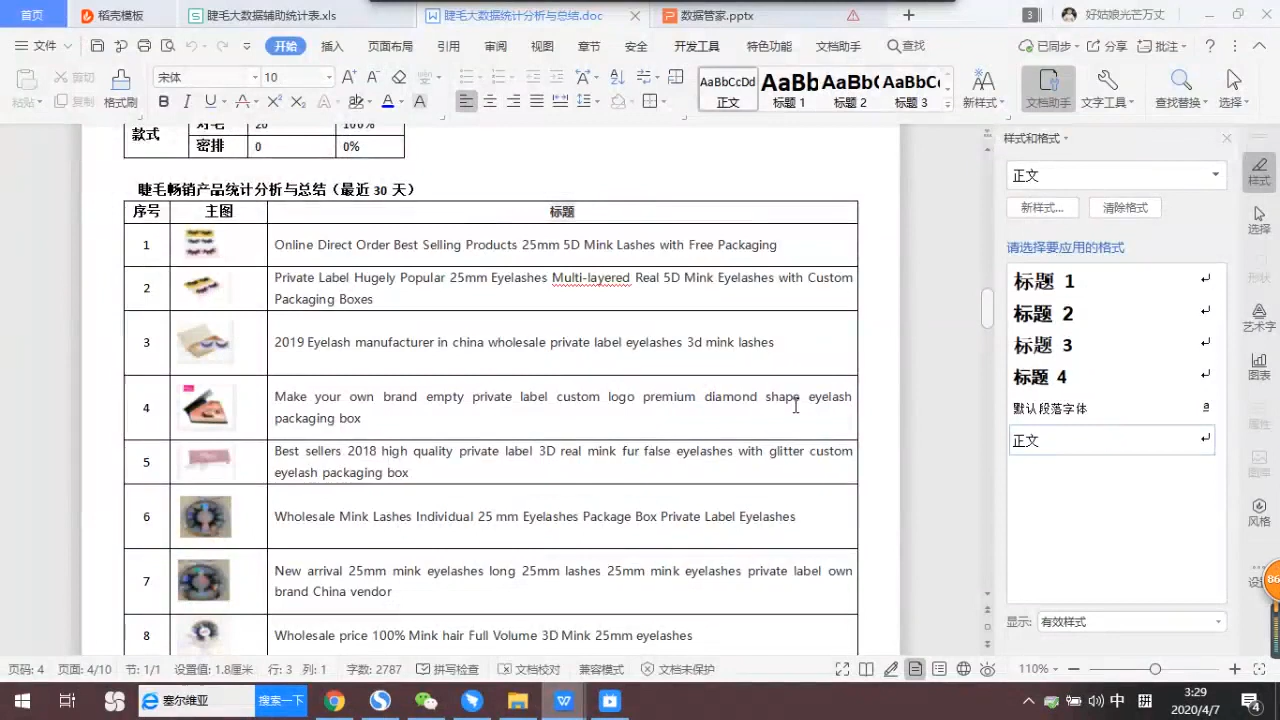 首页
稻壳模板
睫毛大数据辅助统计表.xls
睫毛大数据统计分析与总结.doc
数据管家.pptx
3
好姑娘光芒万丈
文件
开始
插入
页面布局
引用
审阅
视图
章节
安全
开发工具
特色功能
文档助手
查找
已同步
分享
批注
粘贴
剪切
复制
格式刷
宋体
10
AaBbCcDd
正文
AaBb
标题 1
AaBb(
标题 2
AaBbC(
标题 3
新样式
文档助手
文字工具
查找替换
选择
款式
对毛 20 100%
密排 0 0%
睫毛畅销产品统计分析与总结（最近 30 天）
序号 主图 标题
1 Online Direct Order Best Selling Products 25mm 5D Mink Lashes with Free Packaging
2 Private Label Hugely Popular 25mm Eyelashes Multi-layered Real 5D Mink Eyelashes with Custom
Packaging Boxes
3 2019 Eyelash manufacturer in china wholesale private label eyelashes 3d mink lashes
4 Make your own brand empty private label custom logo premium diamond shape eyelash
packaging box
5 Best sellers 2018 high quality private label 3D real mink fur false eyelashes with glitter custom
eyelash packaging box
6 Wholesale Mink Lashes Individual 25 mm Eyelashes Package Box Private Label Eyelashes
7 New arrival 25mm mink eyelashes long 25mm lashes 25mm mink eyelashes private label own
brand China vendor
8 Wholesale price 100% Mink hair Full Volume 3D Mink 25mm eyelashes
样式和格式
正文
新样式...
清除格式
请选择要应用的格式
标题 1
标题 2
标题 3
标题 4
默认段落字体 a
正文
显示: 有效样式
样式
选择
形状
艺术字
图表
风格
86
页码: 4 页面: 4/10 节: 1/1 设置值: 1.8厘米 行: 3 列: 1 字数: 2787 拼写检查 文档校对 兼容模式 文档未保护
110%
塞尔维亚
搜索一下
中
拼
3:29
2020/4/7
4